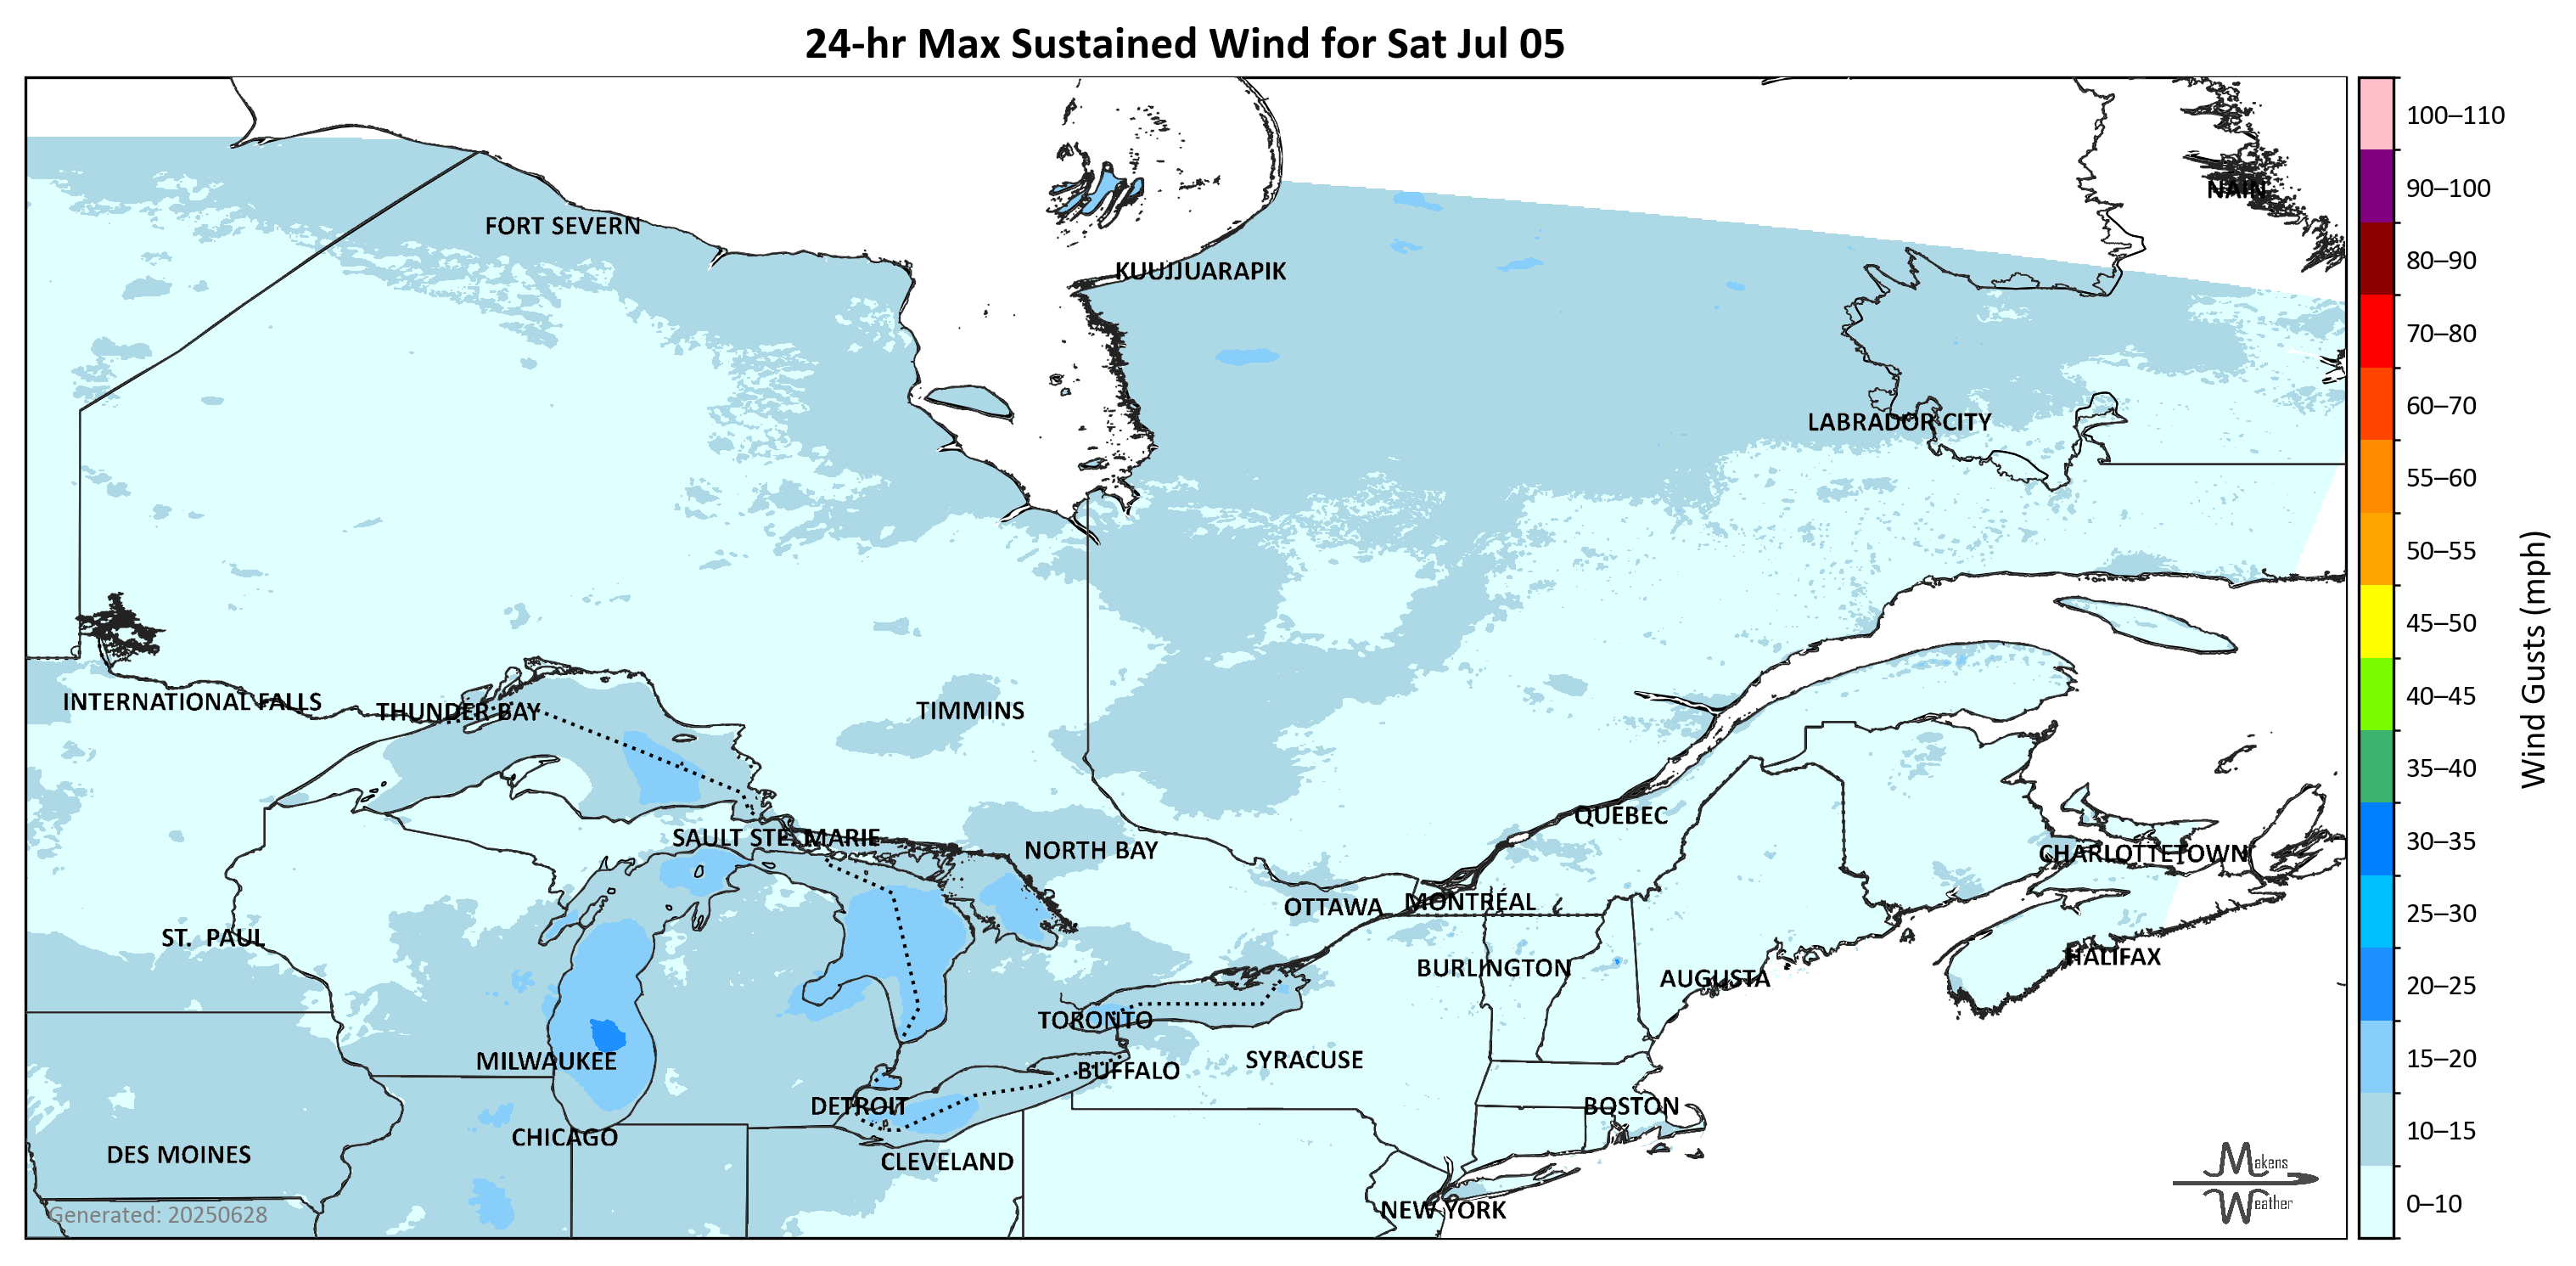 24-hr Max Sustained Wind for Sat Jul 05
100–110
90–100
80–90
70–80
60–70
55–60
50–55
45–50
40–45
35–40
30–35
25–30
20–25
15–20
10–15
0–10
Wind Gusts (mph)
NAIN
FORT SEVERN
KUUJJUARAPIK
LABRADOR CITY
INTERNATIONAL FALLS
THUNDER BAY
TIMMINS
QUEBEC
SAULT STE. MARIE
NORTH BAY
CHARLOTTETOWN
OTTAWA
MONTRÉAL
ST. PAUL
BURLINGTON
AUGUSTA
HALIFAX
TORONTO
MILWAUKEE
SYRACUSE
BUFFALO
DETROIT
BOSTON
CHICAGO
DES MOINES
CLEVELAND
NEW YORK
Makens
Weather
Generated: 20250628